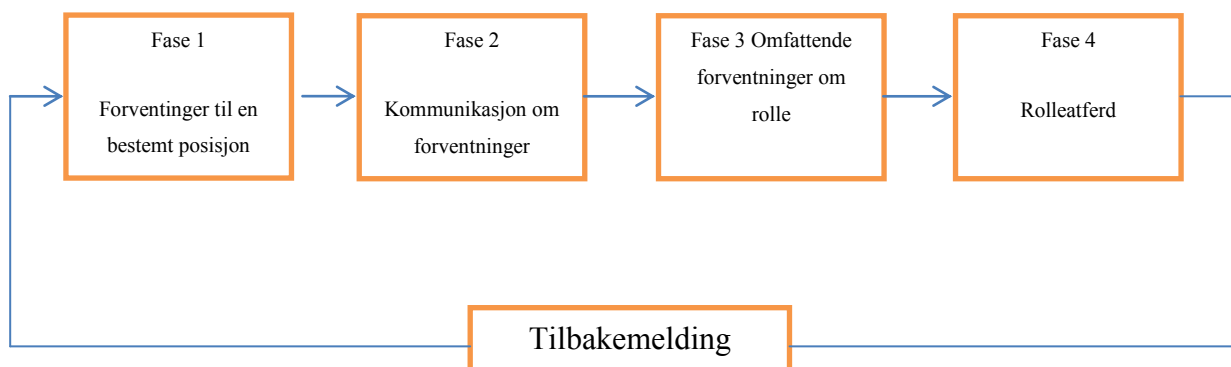 Fase 1
Forventinger til en
bestemt posisjon
Fase 2
Kommunikasjon om
forventninger
Fase 3 Omfattende
forventninger om
rolle
Fase 4
Rolleatferd
Tilbakemelding